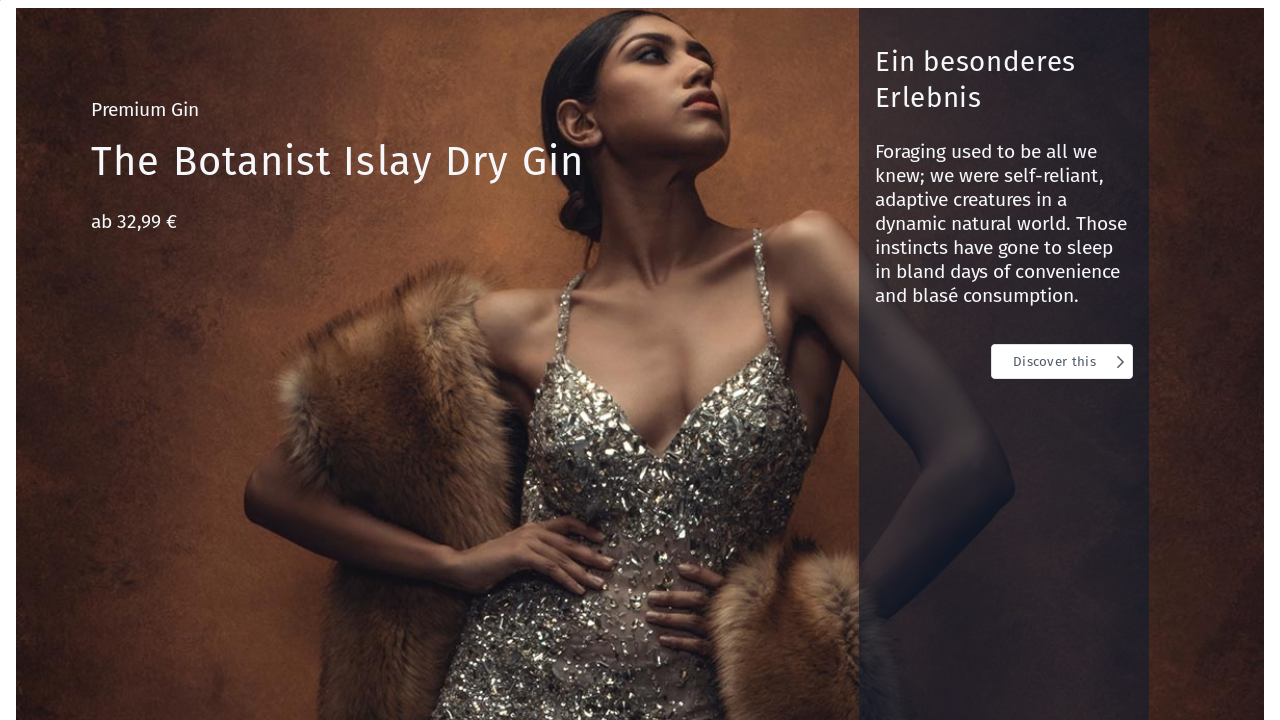 Premium Gin
The Botanist Islay Dry Gin
ab 32,99 €
Ein besonderes
Erlebnis
Foraging used to be all we
knew; we were self-reliant,
adaptive creatures in a
dynamic natural world. Those
instincts have gone to sleep
in bland days of convenience
and blasé consumption.
Discover this